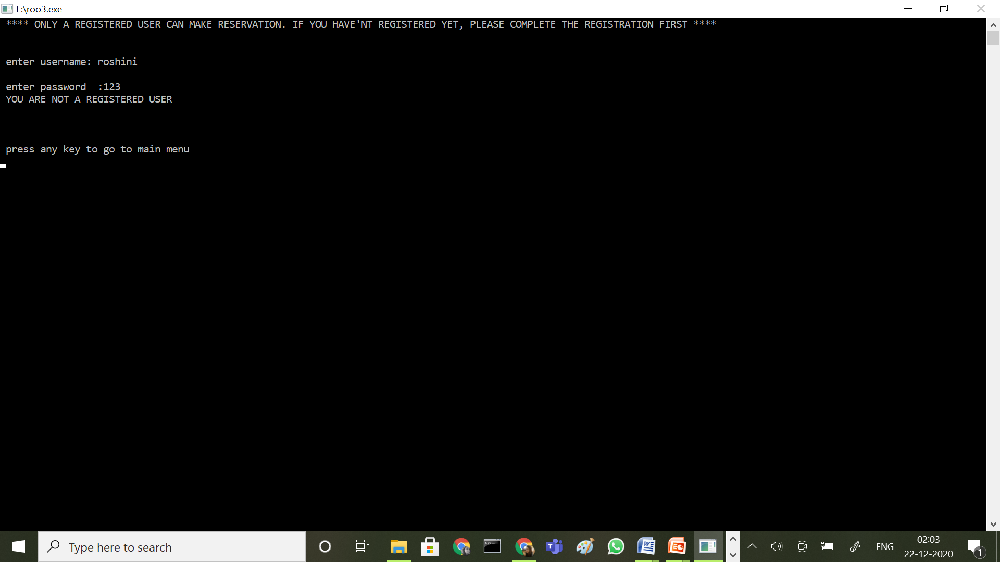 F:\roo3.exe
**** ONLY A REGISTERED USER CAN MAKE RESERVATION. IF YOU HAVE'NT REGISTERED YET, PLEASE COMPLETE THE REGISTRATION FIRST ****
enter username: roshini
enter password  :123
YOU ARE NOT A REGISTERED USER
press any key to go to main menu
Type here to search
ENG
02:03
22-12-2020
1